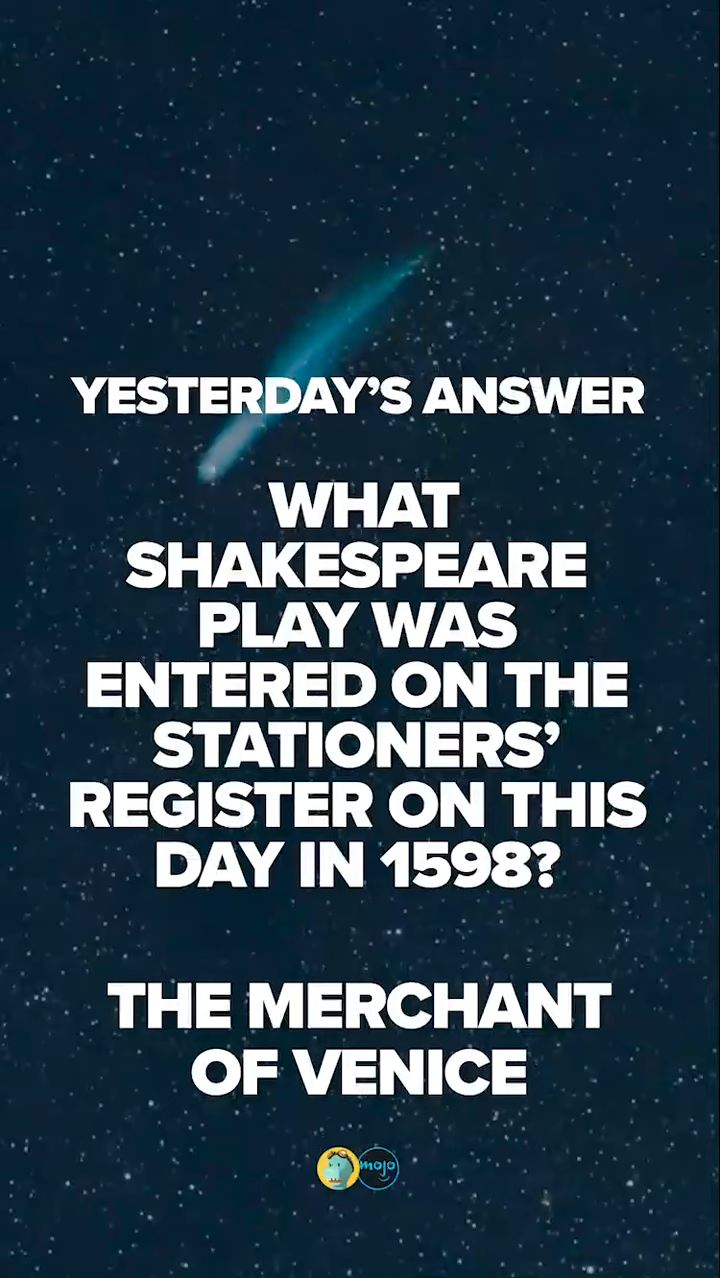 YESTERDAY’S ANSWER
WHAT
SHAKESPEARE
PLAY WAS
ENTERED ON THE
STATIONERS’
REGISTER ON THIS
DAY IN 1598?
THE MERCHANT
OF VENICE
mojo